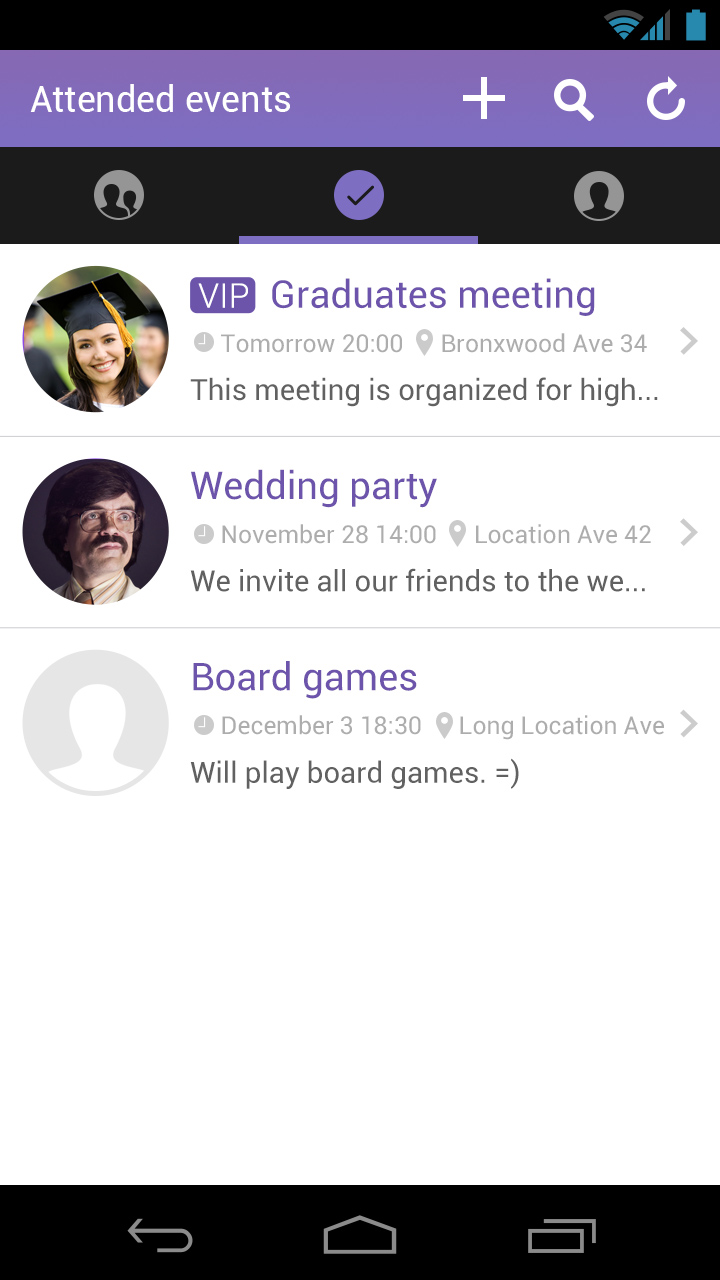 Attended events
VIP Graduates meeting
Tomorrow 20:00 Bronxwood Ave 34
This meeting is organized for high...
Wedding party
November 28 14:00 Location Ave 42
We invite all our friends to the we...
Board games
December 3 18:30 Long Location Ave
Will play board games. =)